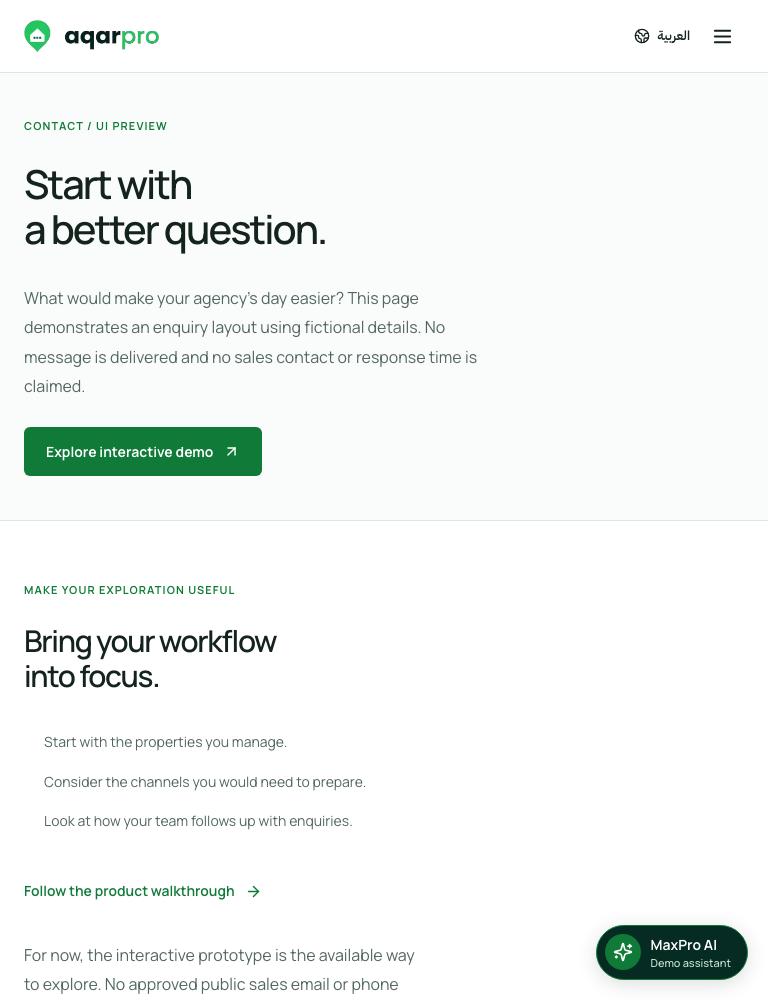 aqarpro
العربية
CONTACT / UI PREVIEW
Start with
a better question.
What would make your agency's day easier? This page
demonstrates an enquiry layout using fictional details. No
message is delivered and no sales contact or response time is
claimed.
Explore interactive demo
MAKE YOUR EXPLORATION USEFUL
Bring your workflow
into focus.
Start with the properties you manage.
Consider the channels you would need to prepare.
Look at how your team follows up with enquiries.
Follow the product walkthrough
For now, the interactive prototype is the available way
to explore. No approved public sales email or phone
MaxPro AI
Demo assistant